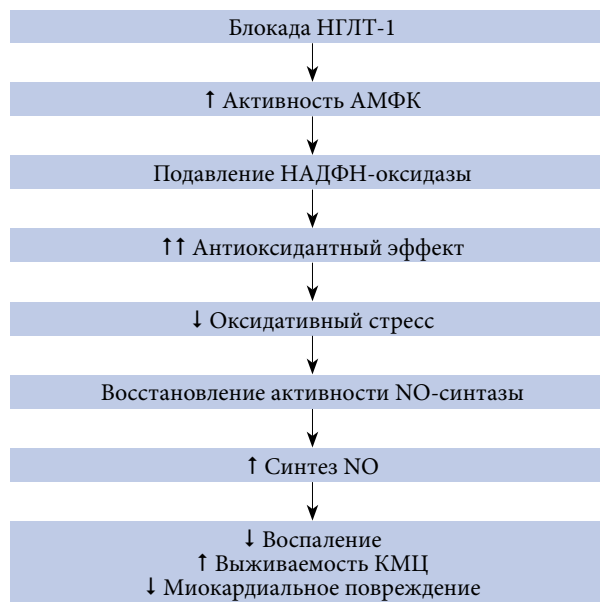 Блокада НГЛТ-1
↑ Активность АМФК
Подавление НАДФН-оксидазы
↑↑ Антиоксидантный эффект
↓ Оксидативный стресс
Восстановление активности NO-синтазы
↑ Синтез NO
↓ Воспаление
↑ Выживаемость КМЦ
↓ Миокардиальное повреждение